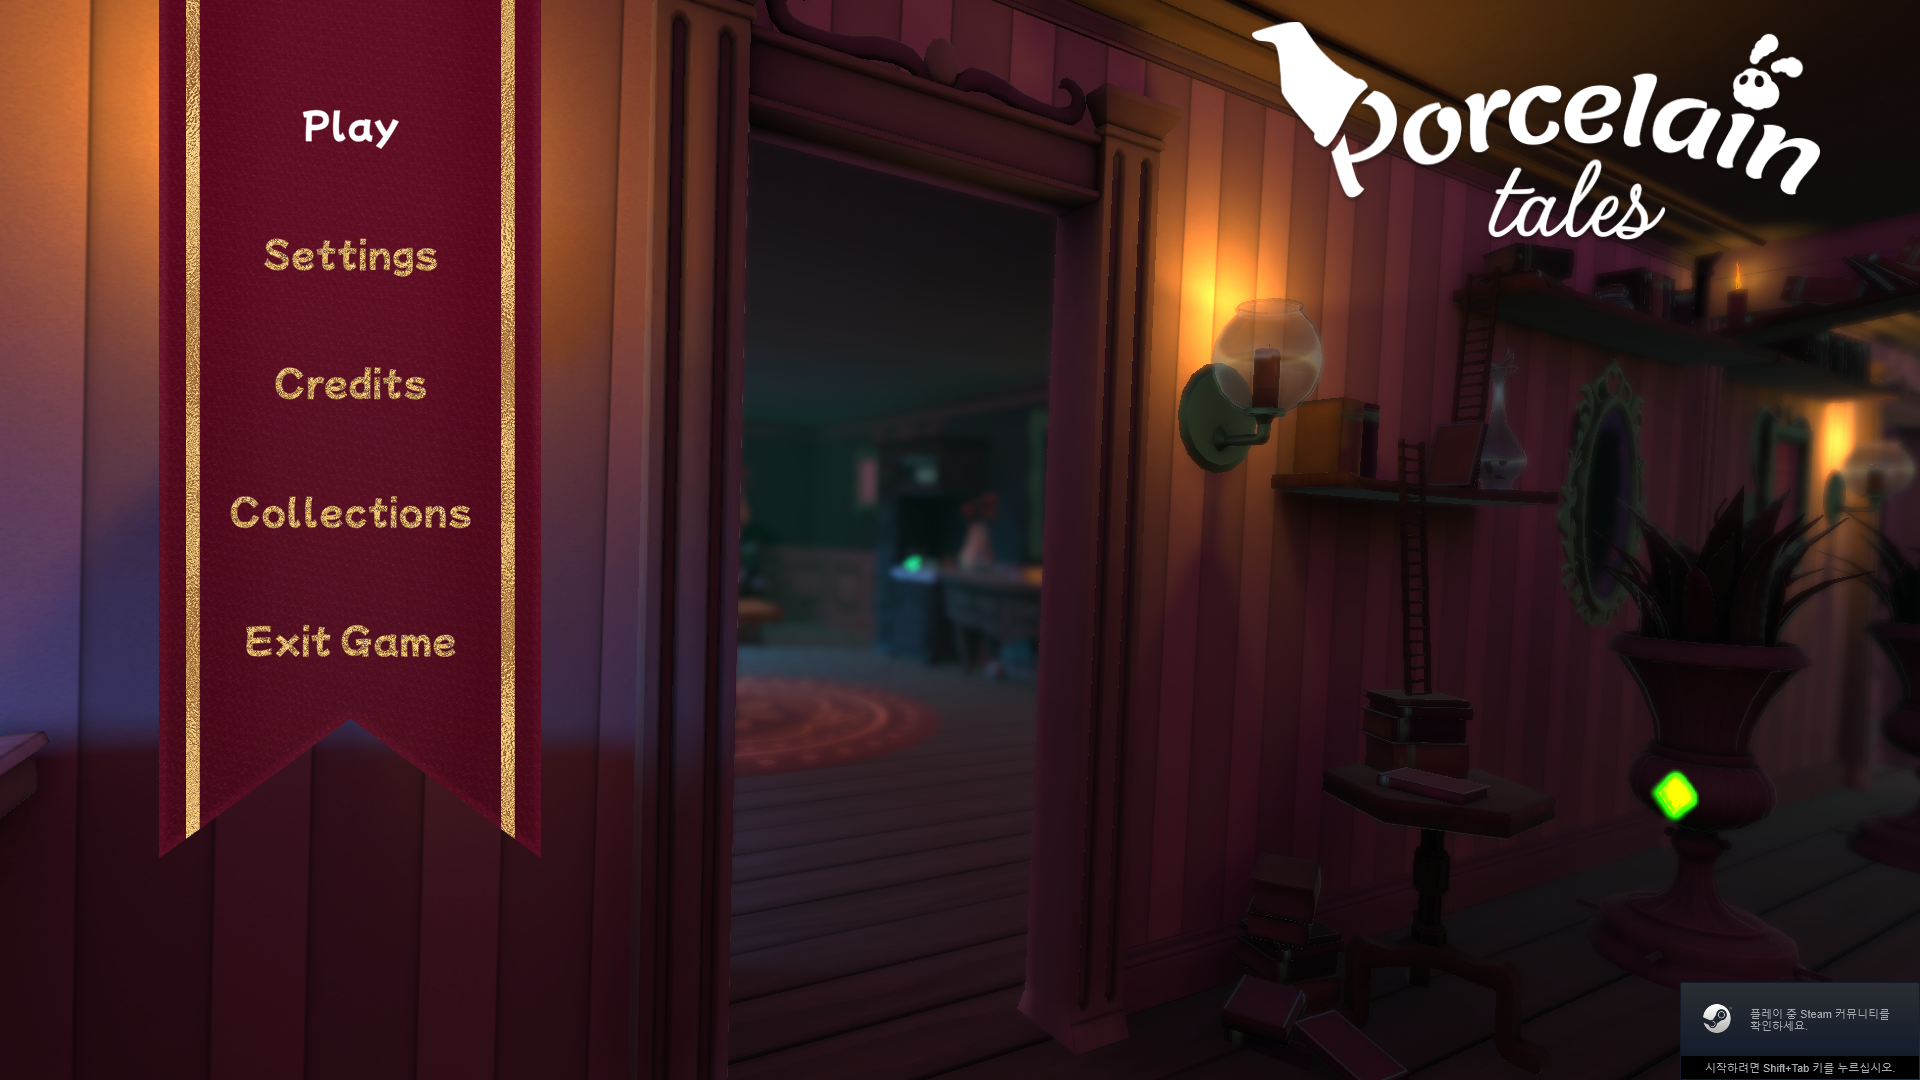 Play
Settings
Credits
Collections
Exit Game
Porcelain
tales
플레이 중 Steam 커뮤니티를
확인하세요.
시작하려면 Shift+Tab 키를 누르십시오.